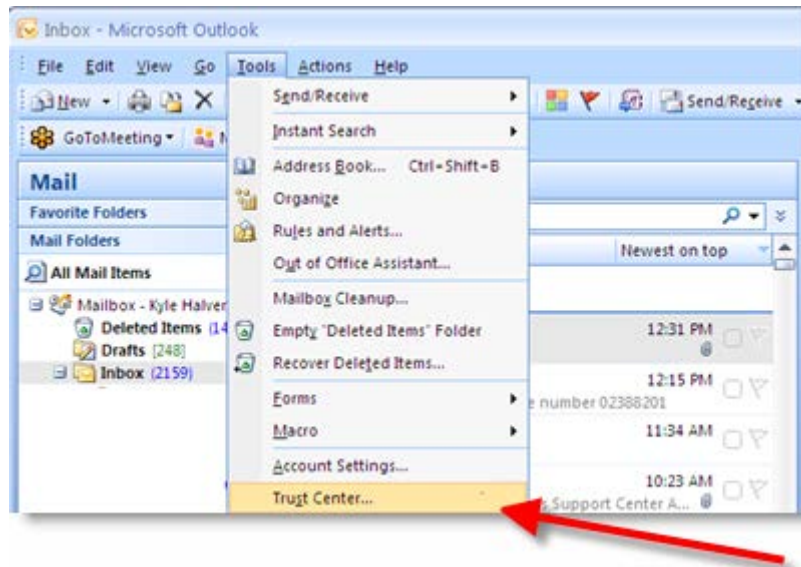 Inbox - Microsoft Outlook
File Edit View Go Tools Actions Help
New Send/Receive
GoToMeeting
Send/Receive
Instant Search
Address Book... Ctrl+Shift+B
Organize
Rules and Alerts...
Out of Office Assistant...
Mailbox Cleanup...
Empty "Deleted Items" Folder
Recover Deleted Items...
Forms
Macro
Account Settings...
Trust Center...
Mail
Favorite Folders
Mail Folders
All Mail Items
Mailbox - Kyle Halver
Deleted Items (14
Drafts [248]
Inbox (2159)
Newest on top
12:31 PM
12:15 PM
e number 02388201
11:34 AM
10:23 AM
s Support Center A...